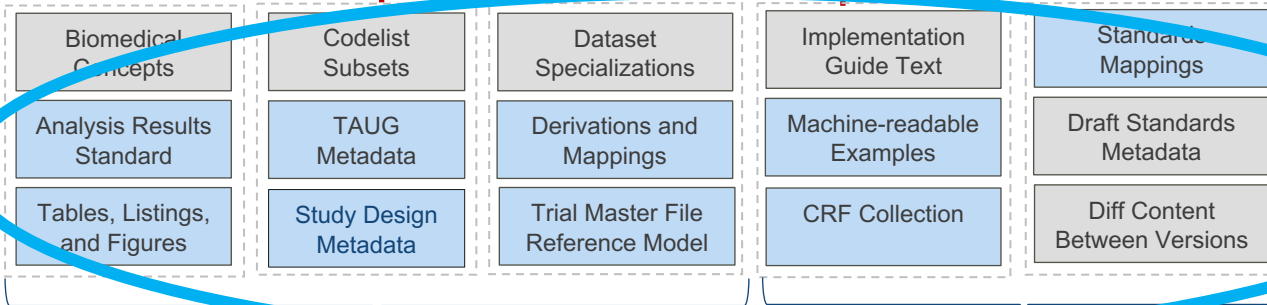 Biomedical
Concepts
Analysis Results
Standard
Tables, Listings,
and Figures
Codelist
Subsets
TAUG
Metadata
Study Design
Metadata
Dataset
Specializations
Derivations and
Mappings
Trial Master File
Reference Model
Implementation
Guide Text
Machine-readable
Examples
CRF Collection
Standards
Mappings
Draft Standards
Metadata
Diff Content
Between Versions